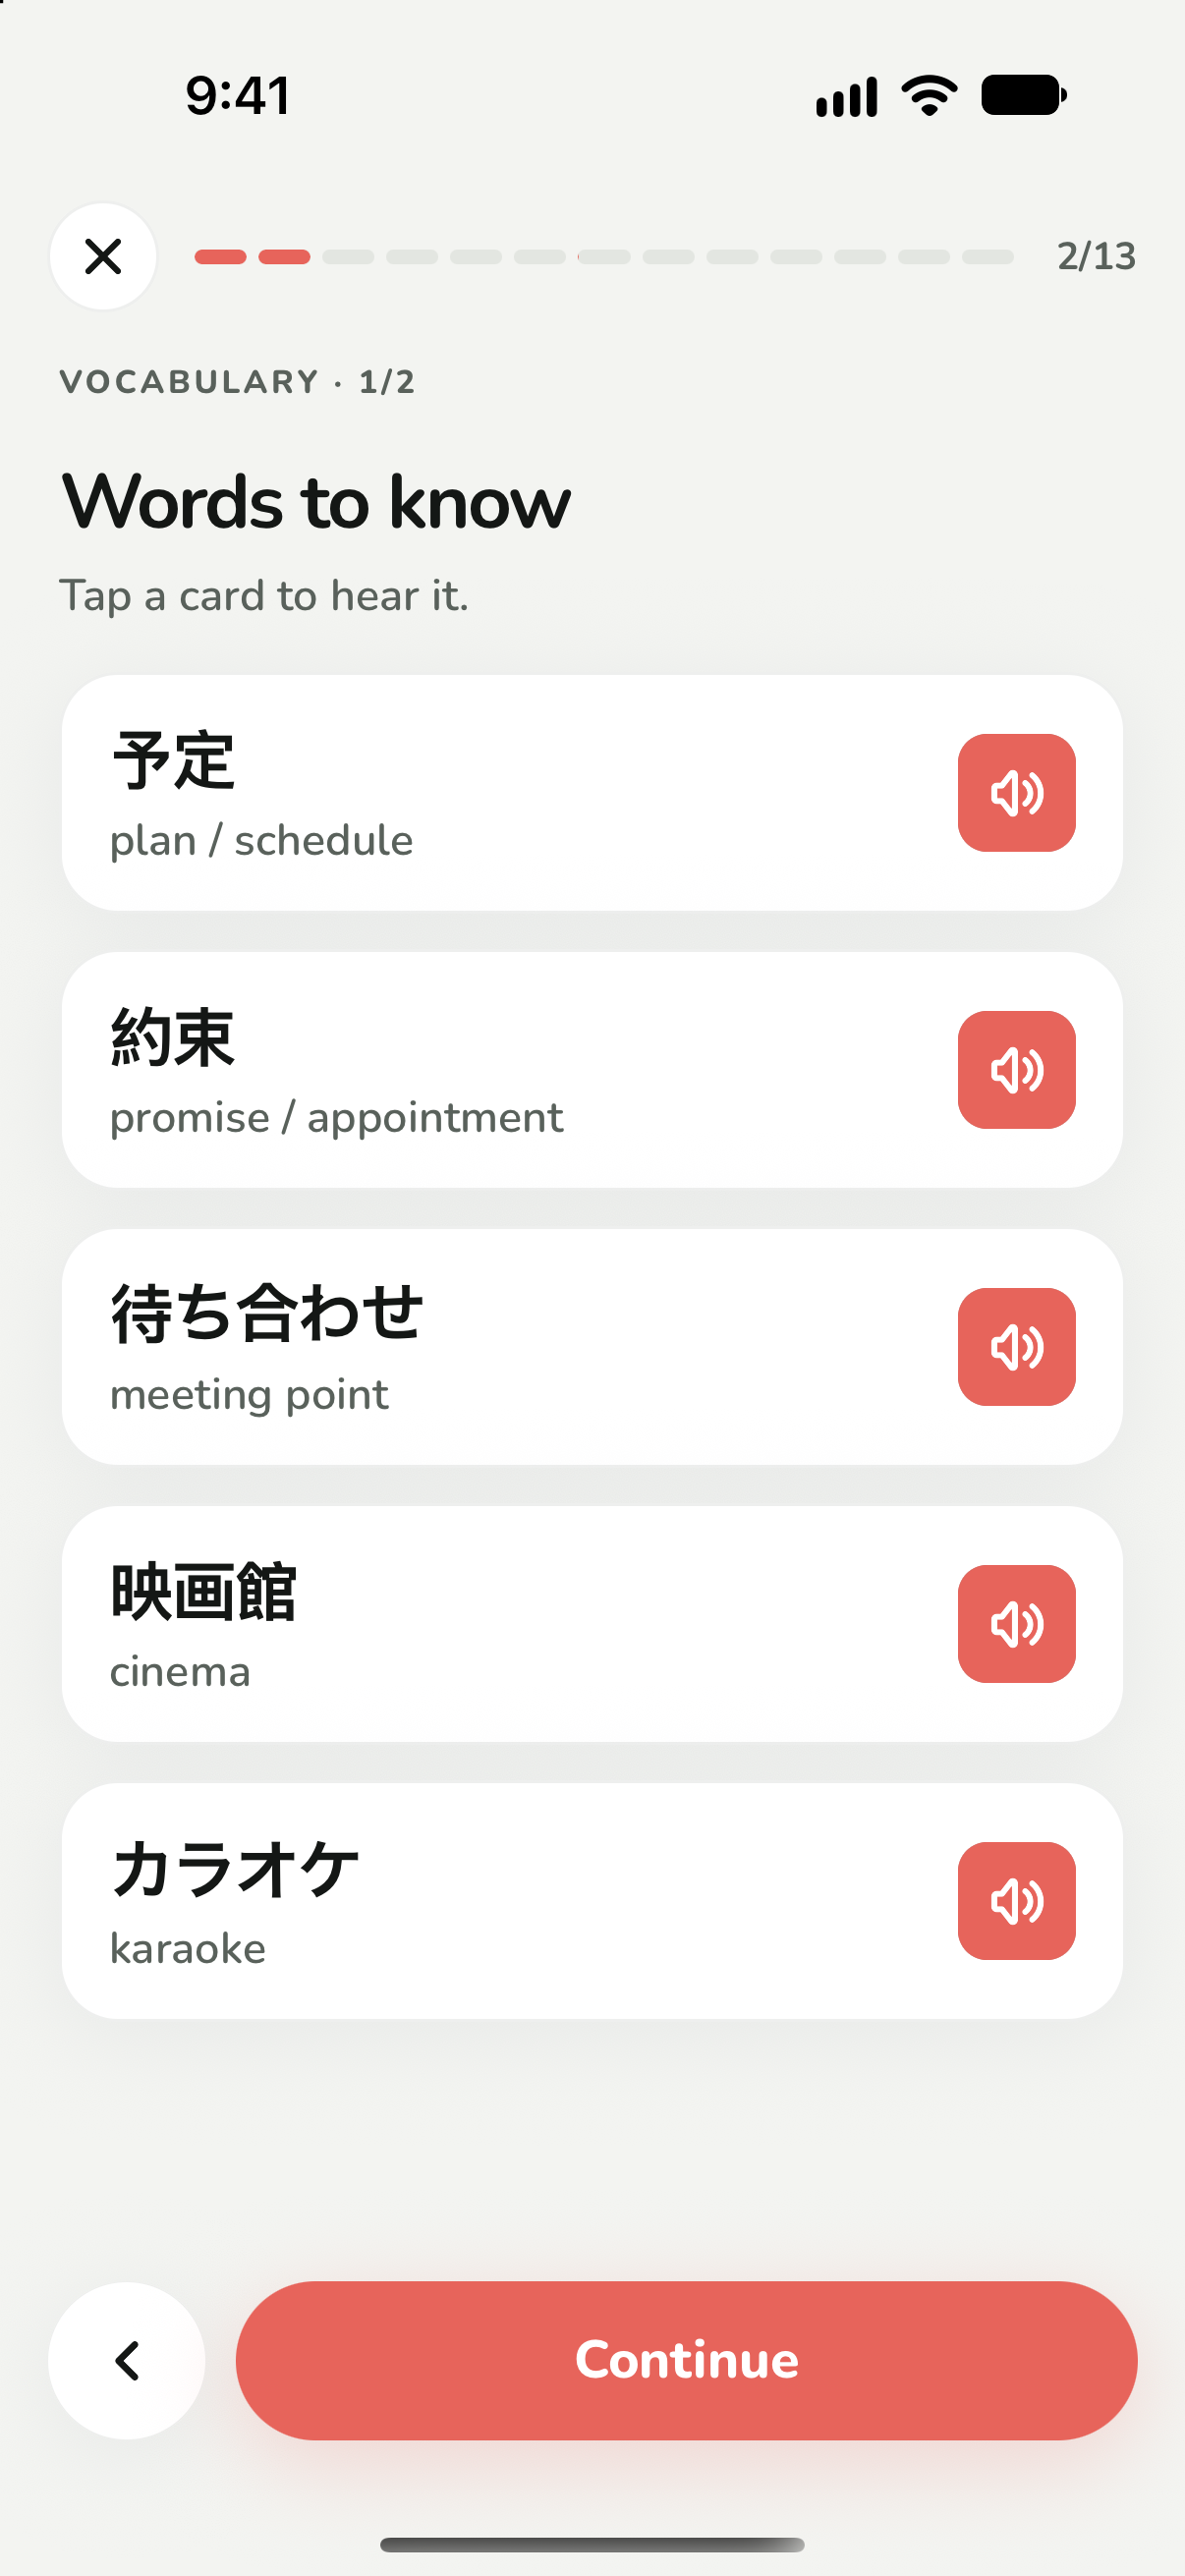 9:41
2/13
VOCABULARY · 1/2
Words to know
Tap a card to hear it.
予定
plan / schedule
約束
promise / appointment
待ち合わせ
meeting point
映画館
cinema
カラオケ
karaoke
Continue